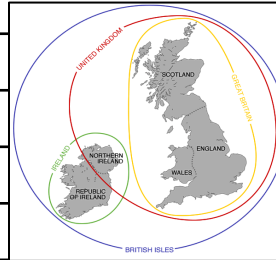 UNITED KINGDOM
SCOTLAND
GREAT BRITAIN
IRELAND
NORTHERN
IRELAND
ENGLAND
REPUBLIC
OF IRELAND
WALES
BRITISH ISLES